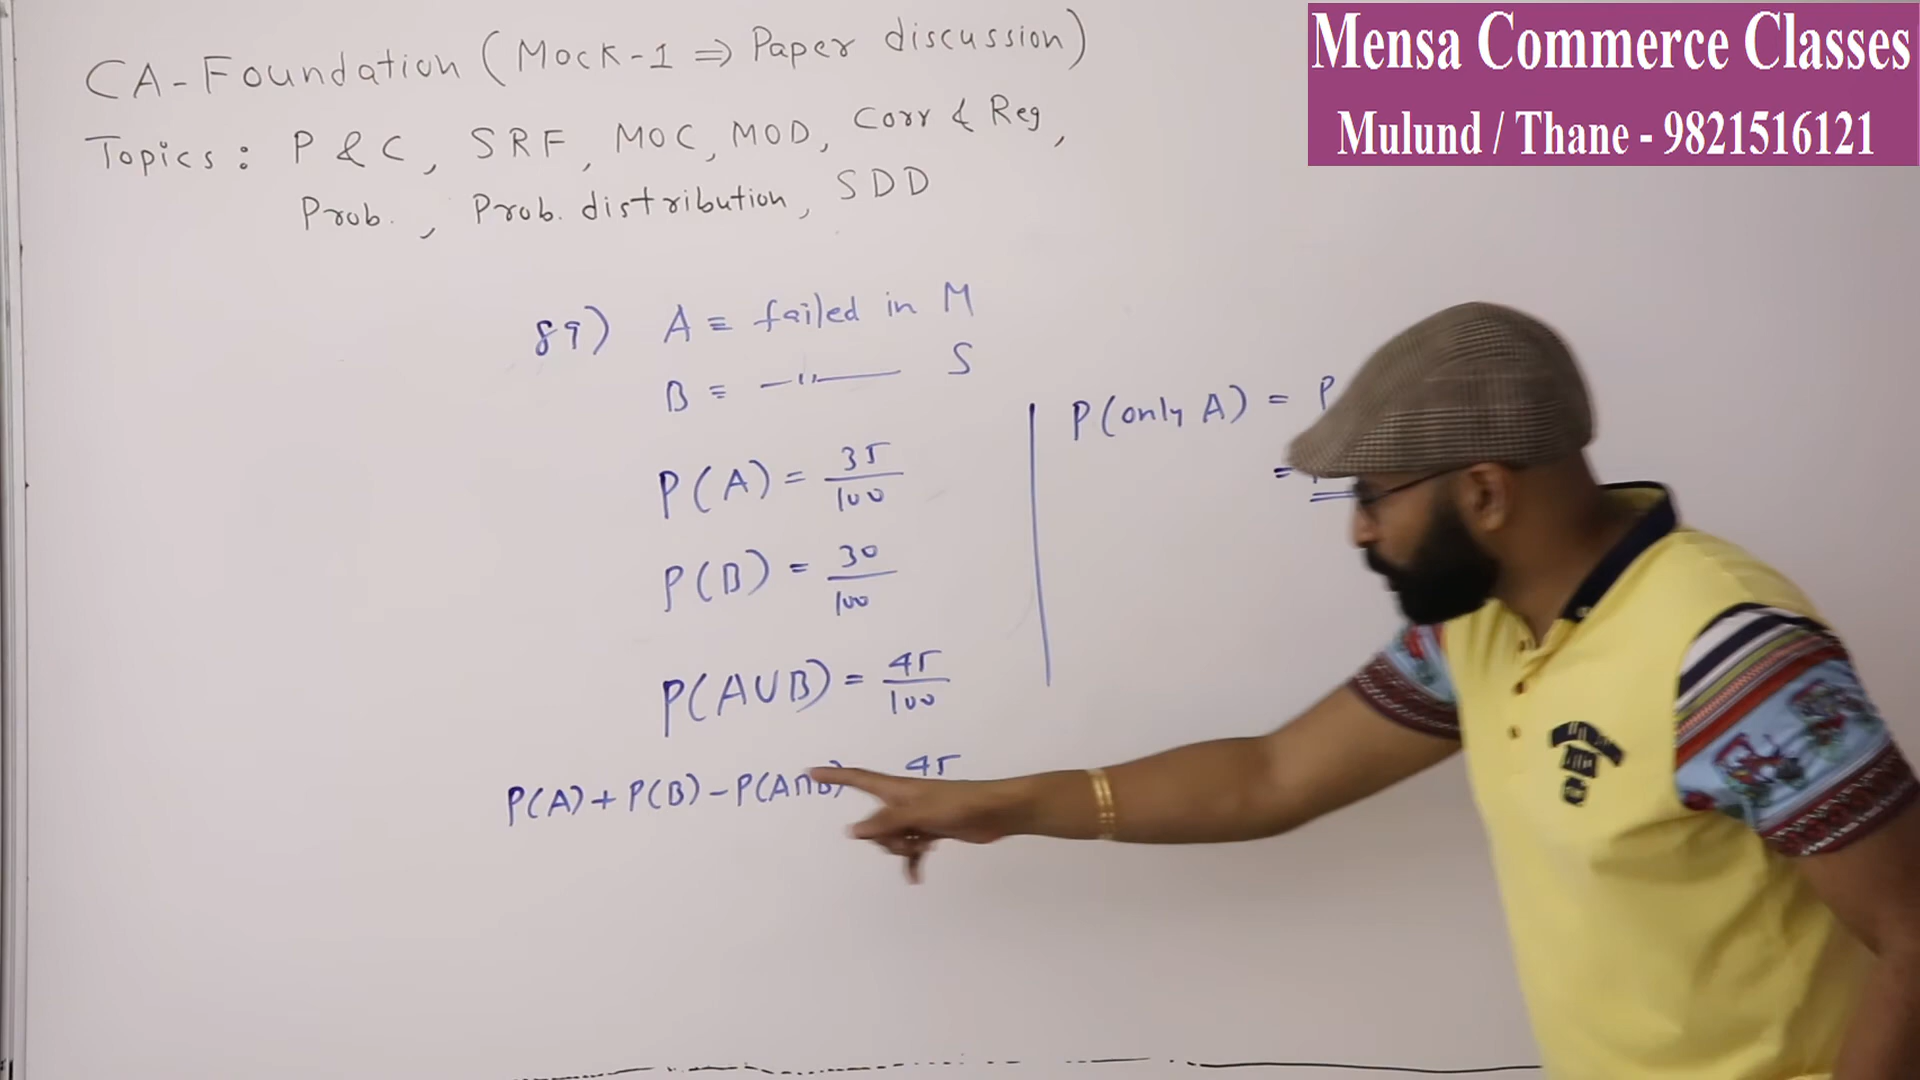 CA-Foundation (Mock-1 ⇒ Paper discussion)
Topics: P & C, SRF, MOC, MOD, Corr & Reg,
Prob., Prob. distribution, SDD
Mensa Commerce Classes
Mulund / Thane - 9821516121
89) A ≡ failed in M
B ≡ —"— S
P(A) = 35/100
P(B) = 30/100
P(A∪B) = 45/100
P(A) + P(B) - P(A∩B) 45
P(only A) = P
=